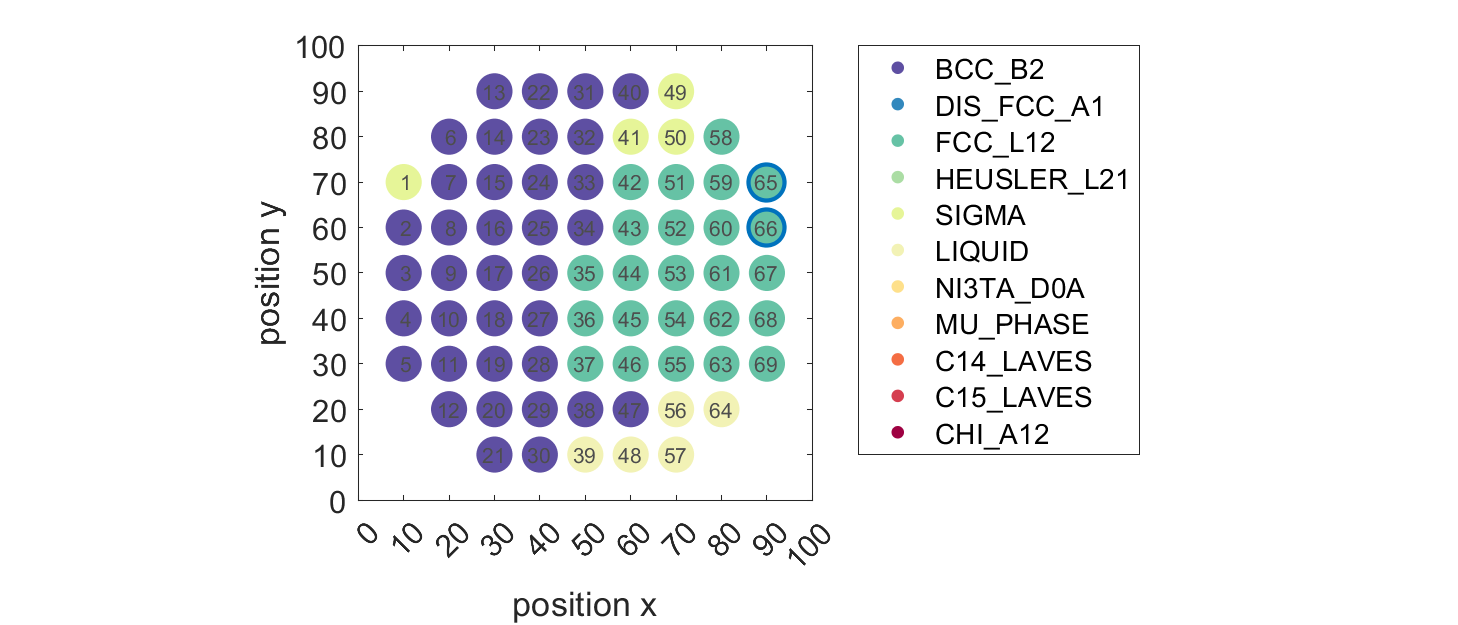 100
90
80
70
60
50
40
30
20
10
0
position y
13 22 31 40 49
6 14 23 32 41 50 58
1 7 15 24 33 42 51 59 65
2 8 16 25 34 43 52 60 66
3 9 17 26 35 44 53 61 67
4 10 18 27 36 45 54 62 68
5 11 19 28 37 46 55 63 69
12 20 29 38 47 56 64
21 30 39 48 57
0 10 20 30 40 50 60 70 80 90 100
position x
BCC_B2
DIS_FCC_A1
FCC_L12
HEUSLER_L21
SIGMA
LIQUID
NI3TA_D0A
MU_PHASE
C14_LAVES
C15_LAVES
CHI_A12